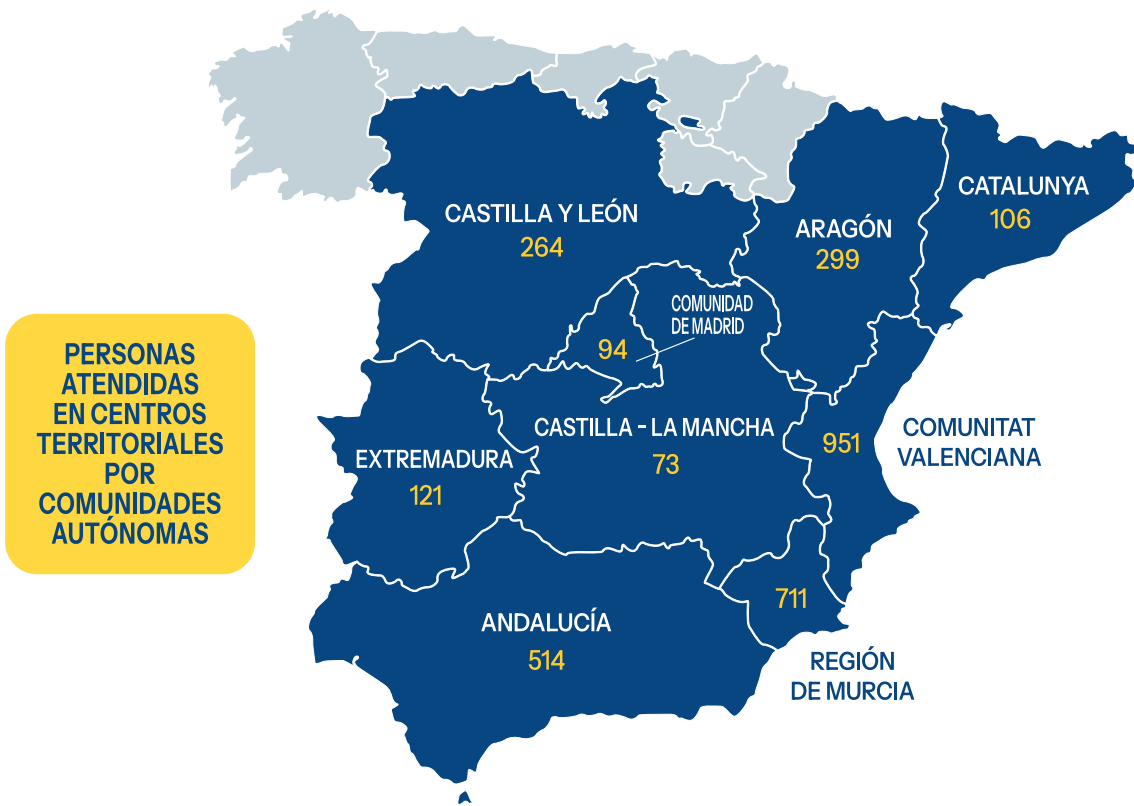 PERSONAS
ATENDIDAS
EN CENTROS
TERRITORIALES
POR
COMUNIDADES
AUTÓNOMAS
CASTILLA Y LEÓN
264
ARAGÓN
299
CATALUNYA
106
COMUNIDAD
DE MADRID
94
CASTILLA - LA MANCHA
73
EXTREMADURA
121
951
COMUNITAT
VALENCIANA
711
REGIÓN
DE MURCIA
ANDALUCÍA
514